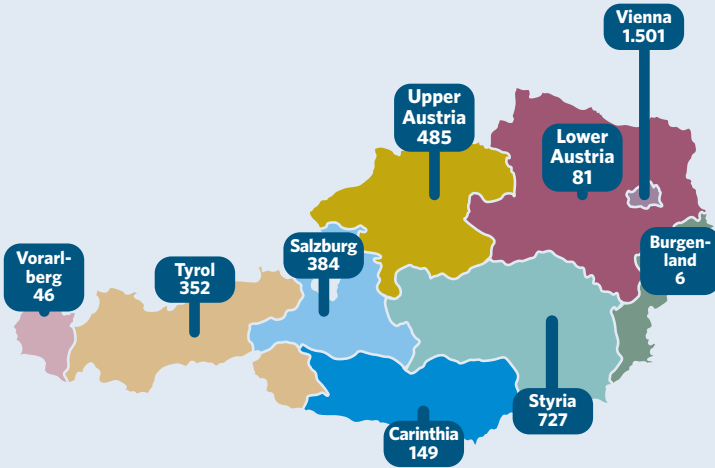 Vienna
1.501
Upper
Austria
485
Lower
Austria
81
Burgen-
land
6
Salzburg
384
Tyrol
352
Vorarl-
berg
46
Styria
727
Carinthia
149